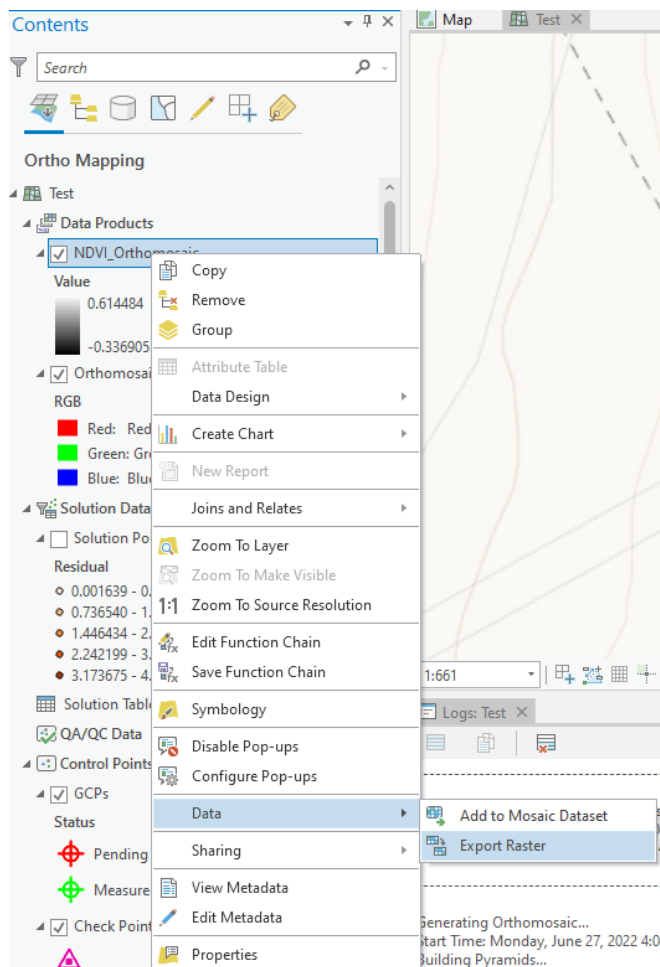 Contents
Map
Test
Search
Ortho Mapping
Test
Data Products
NDVI_Orthomosaic
Value
0.614484
-0.336905
Orthomosai
RGB
Red: Red
Green: Gre
Blue: Blu
Solution Data
Solution Po
Residual
0.001639 - 0.
0.736540 - 1.
1.446434 - 2.
2.242199 - 3.
3.173675 - 4.
Solution Table
QA/QC Data
Control Points
GCPs
Status
Pending
Measure
Check Point
Copy
Remove
Group
Attribute Table
Data Design
Create Chart
New Report
Joins and Relates
Zoom To Layer
Zoom To Make Visible
1:1 Zoom To Source Resolution
Edit Function Chain
Save Function Chain
Symbology
Disable Pop-ups
Configure Pop-ups
Data
Sharing
View Metadata
Edit Metadata
Properties
Add to Mosaic Dataset
Export Raster
1:661
Logs: Test
Generating Orthomosaic...
Start Time: Monday, June 27, 2022 4:0
Building Pyramids...